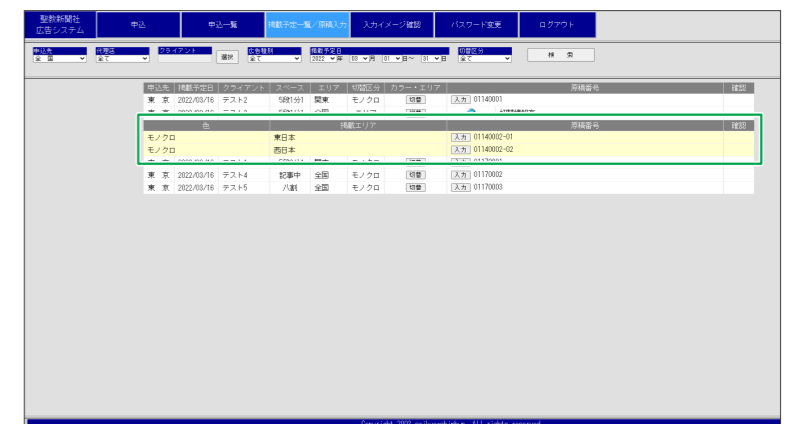 聖教新聞社
広告システム
申込
申込一覧
掲載予定一覧／原稿入力
入力イメージ確認
パスワード変更
ログアウト
申込先 代理店 クライアント 広告種別 掲載予定日 切替区分
全 国 全て 選択 全て 2022 年 03 月 01 日～ 31 日 全て 検 索
申込先 掲載予定日 クライアント スペース エリア 切替区分 カラー・エリア 原稿番号 確認
東 京 2022/03/16 テスト2 5段1分1 関東 モノクロ 切替 入力 01140001
色 掲載エリア 原稿番号 確認
モノクロ 東日本 入力 01140002-01
モノクロ 西日本 入力 01140002-02
東 京 2022/03/16 テスト4 記事中 全国 モノクロ 切替 入力 01170002
東 京 2022/03/16 テスト5 八割 全国 モノクロ 切替 入力 01170003